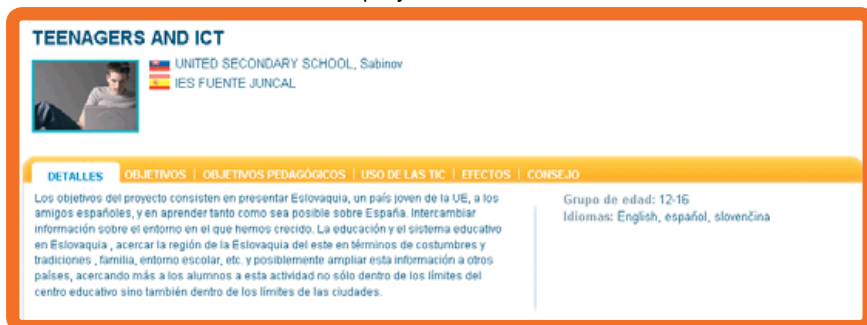 TEENAGERS AND ICT
UNITED SECONDARY SCHOOL, Sabinov
IES FUENTE JUNCAL
DETALLES | OBJETIVOS | OBJETIVOS PEDAGÓGICOS | USO DE LAS TIC | EFECTOS | CONSEJO
Los objetivos del proyecto consisten en presentar Eslovaquia, un país joven de la UE, a los
amigos españoles, y en aprender tanto como sea posible sobre España. Intercambiar
información sobre el entorno en el que hemos crecido. La educación y el sistema educativo
en Eslovaquia , acercar la región de la Eslovaquia del este en términos de costumbres y
tradiciones , familia, entorno escolar, etc. y posiblemente ampliar esta información a otros
países, acercando más a los alumnos a esta actividad no sólo dentro de los límites del
centro educativo sino también dentro de los límites de las ciudades.
Grupo de edad: 12-16
Idiomas: English, español, slovenčina